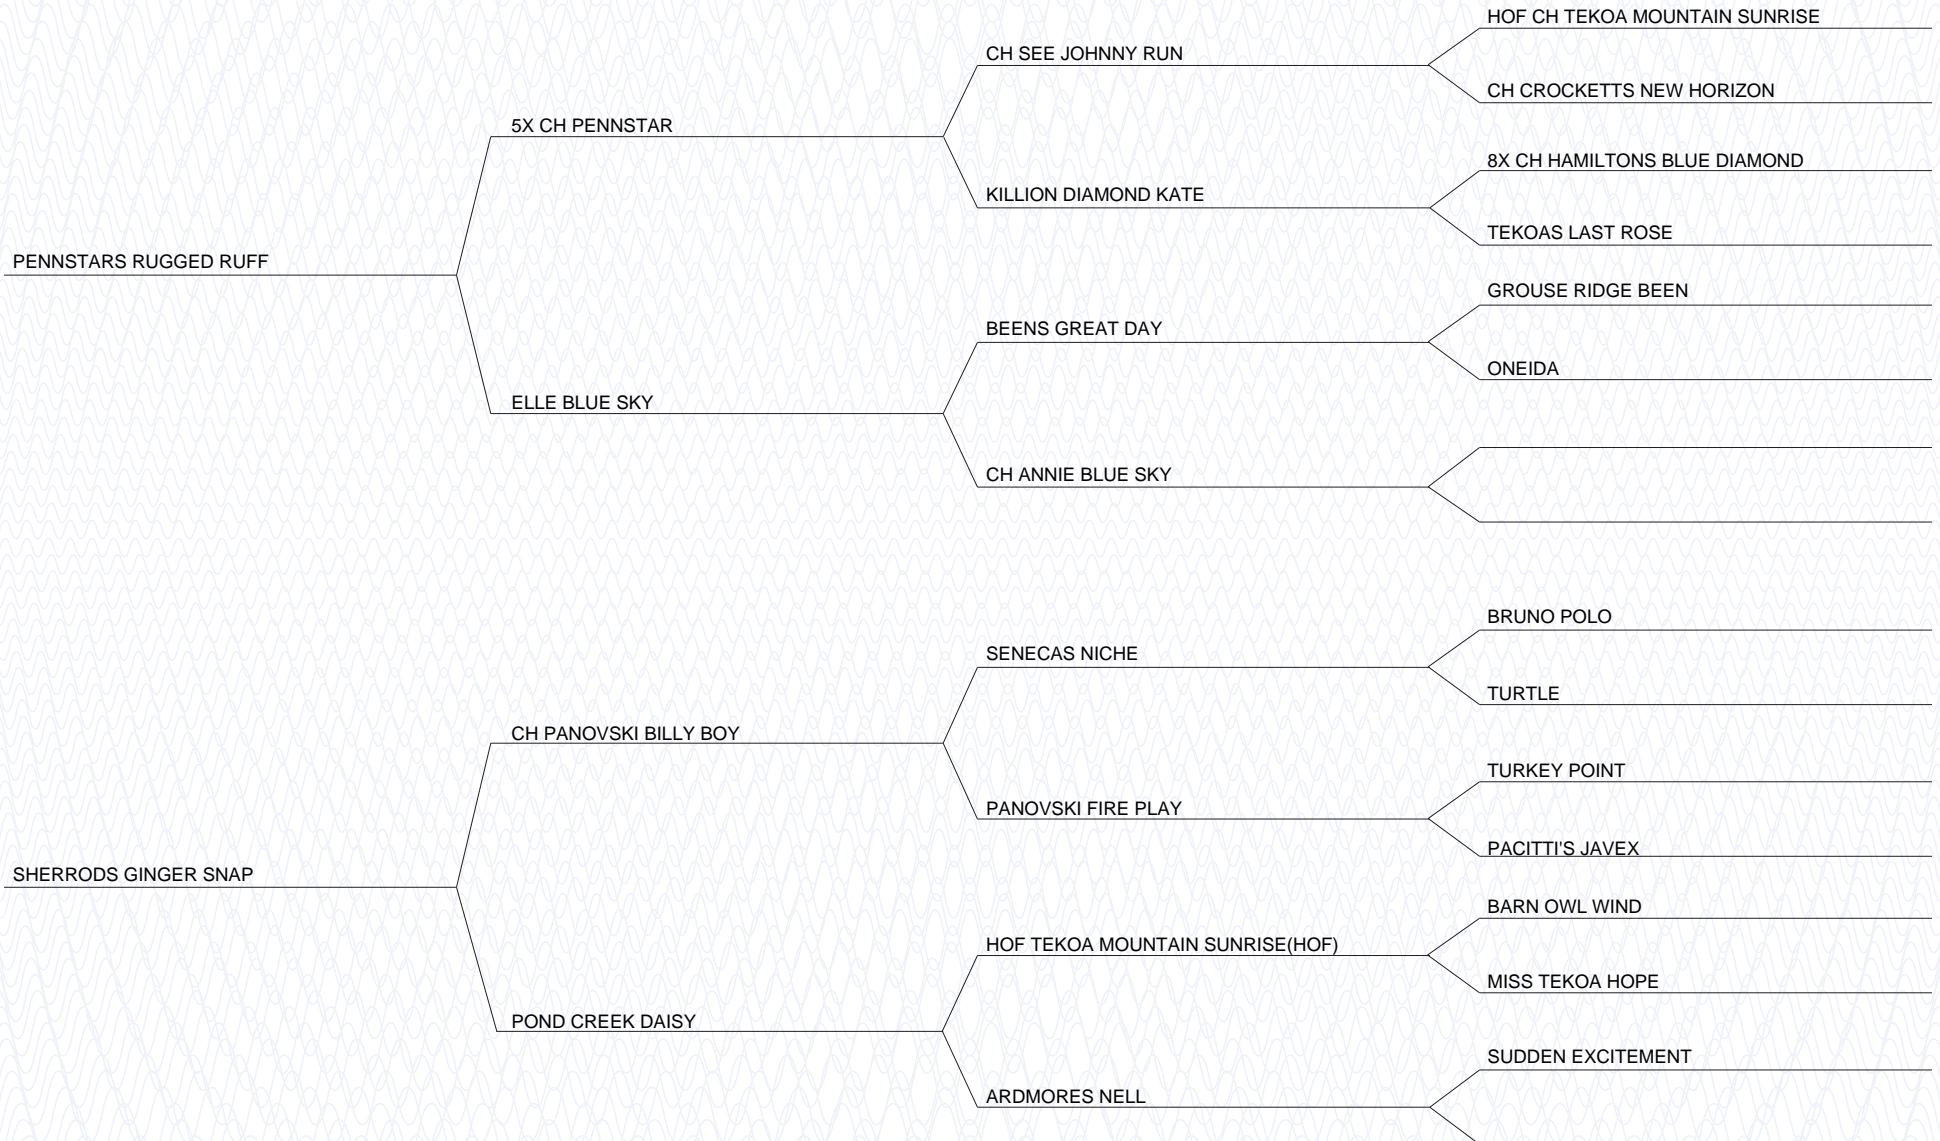 HOF CH TEKOA MOUNTAIN SUNRISE
CH SEE JOHNNY RUN
CH CROCKETTS NEW HORIZON
5X CH PENNSTAR
8X CH HAMILTONS BLUE DIAMOND
KILLION DIAMOND KATE
TEKOAS LAST ROSE
PENNSTARS RUGGED RUFF
GROUSE RIDGE BEEN
BEENS GREAT DAY
ONEIDA
ELLE BLUE SKY
CH ANNIE BLUE SKY
BRUNO POLO
SENECAS NICHE
TURTLE
CH PANOVSKI BILLY BOY
TURKEY POINT
PANOVSKI FIRE PLAY
PACITTI'S JAVEX
SHERRODS GINGER SNAP
BARN OWL WIND
HOF TEKOA MOUNTAIN SUNRISE(HOF)
MISS TEKOA HOPE
POND CREEK DAISY
SUDDEN EXCITEMENT
ARDMORES NELL